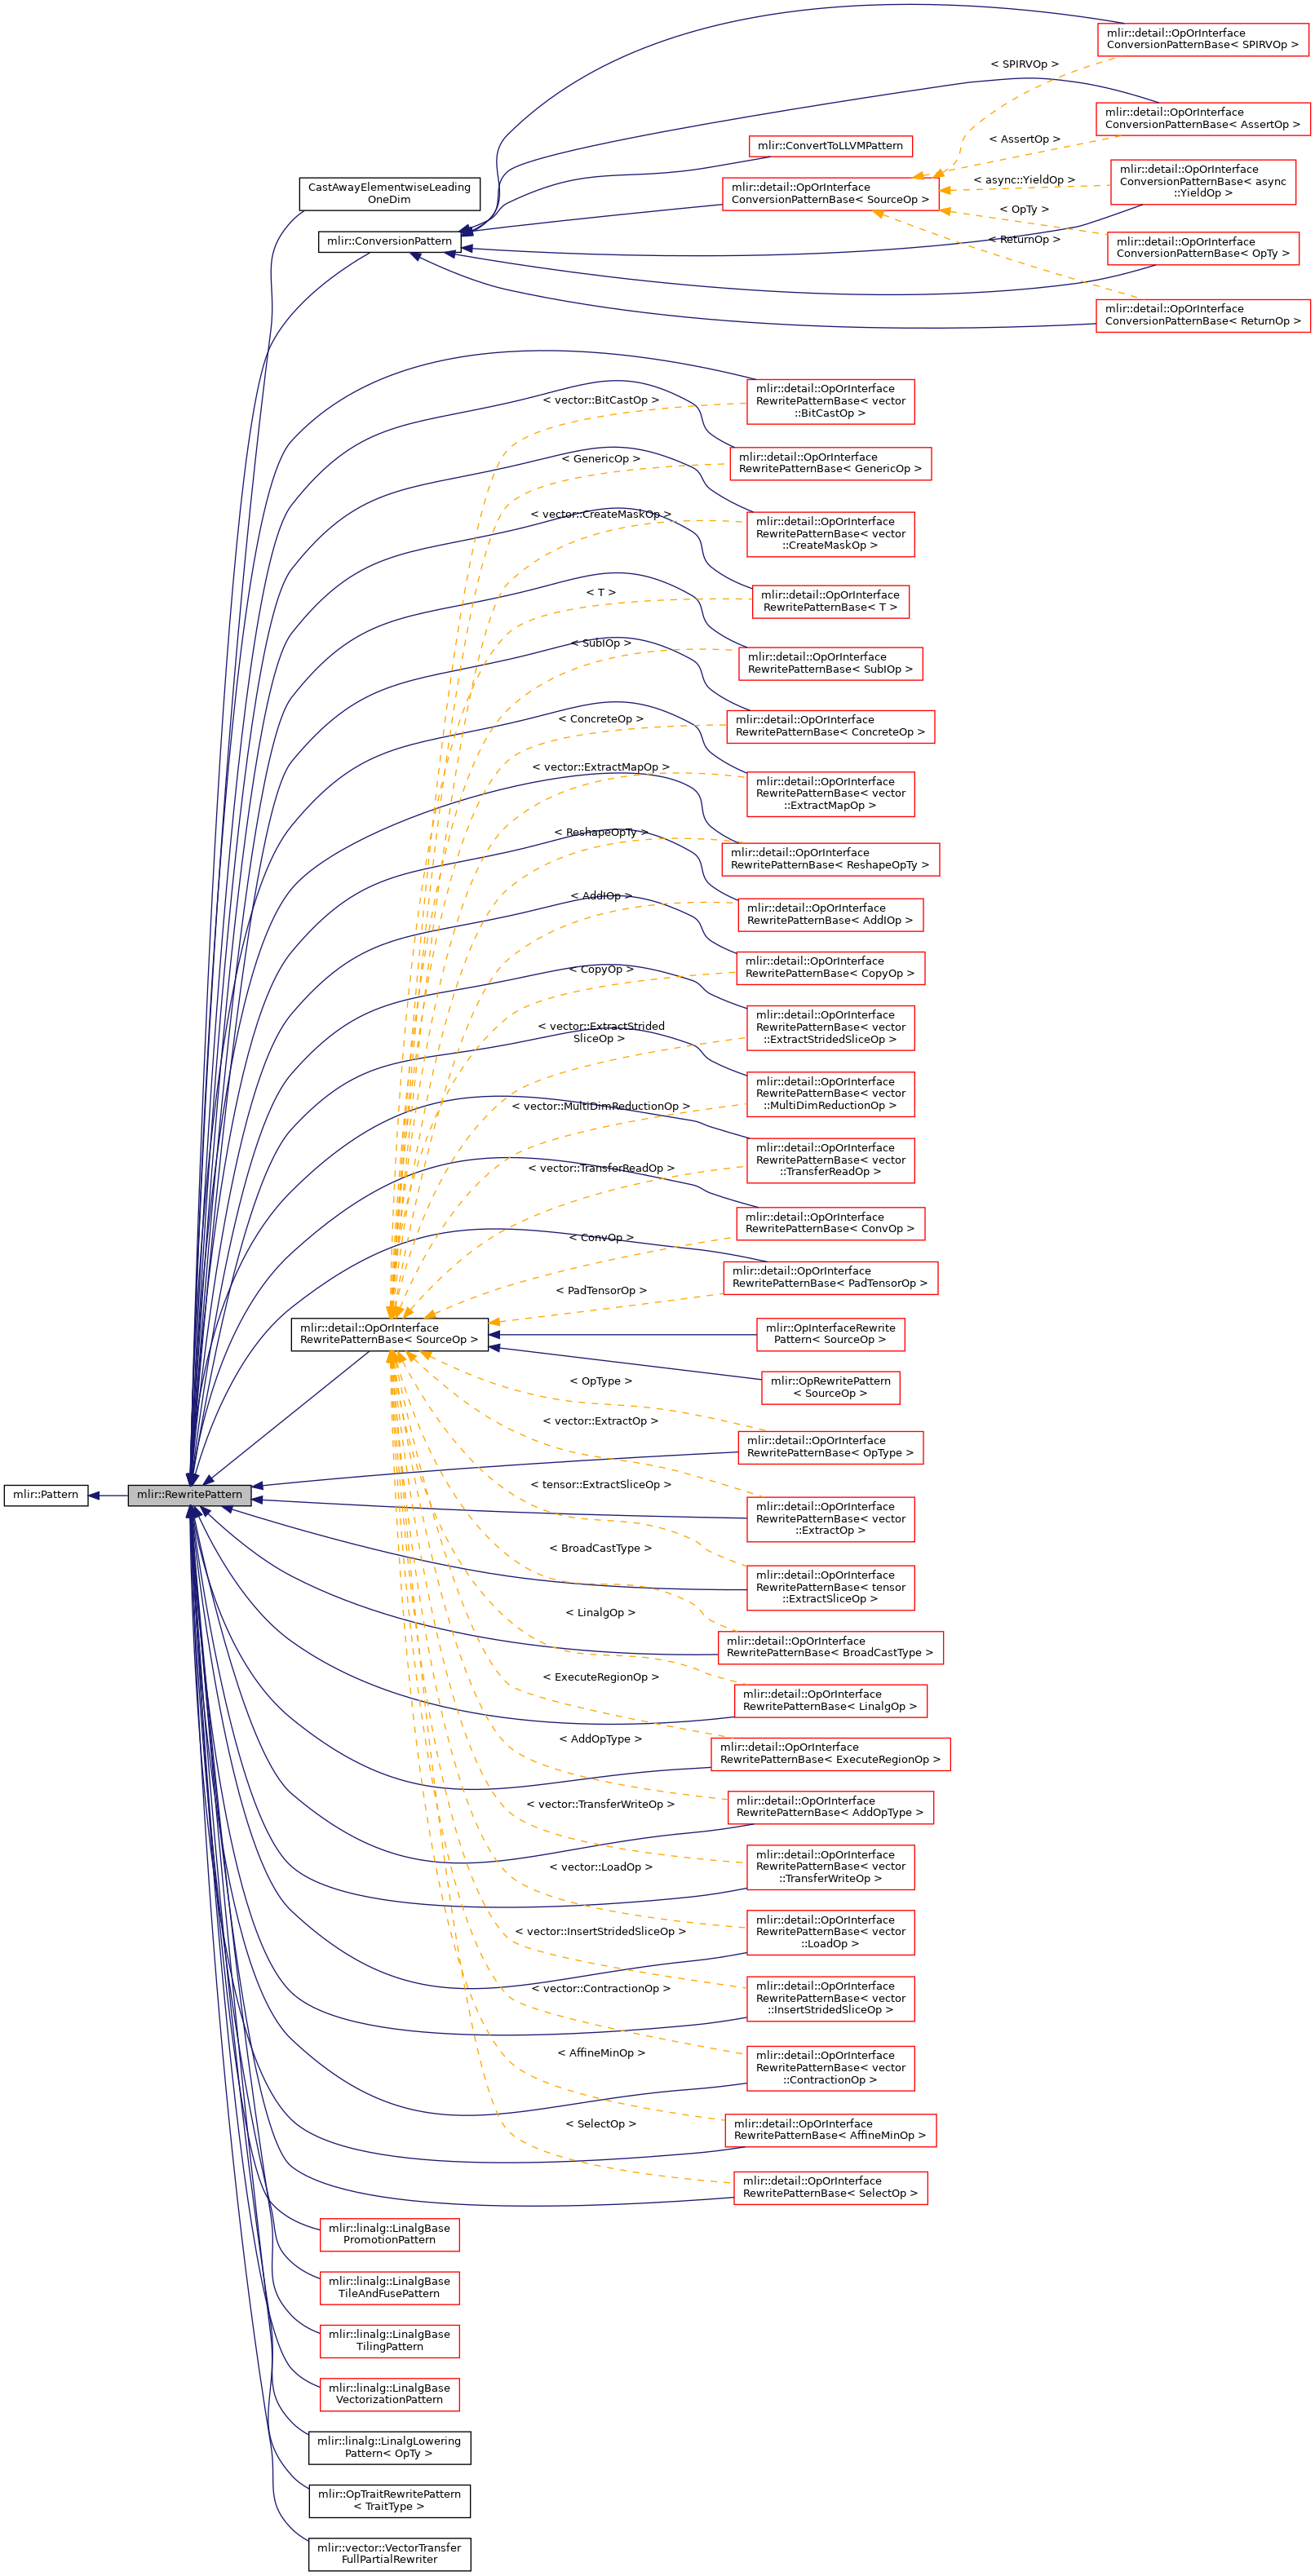 mlir::detail::OpOrInterface
ConversionPatternBase< SPIRVOp >
< SPIRVOp >
mlir::detail::OpOrInterface
ConversionPatternBase< AssertOp >
< AssertOp >
mlir::ConvertToLLVMPattern
mlir::detail::OpOrInterface
ConversionPatternBase< async
::YieldOp >
< async::YieldOp >
CastAwayElementwiseLeading
OneDim
mlir::detail::OpOrInterface
ConversionPatternBase< SourceOp >
< OpTy >
mlir::ConversionPattern
< ReturnOp >
mlir::detail::OpOrInterface
ConversionPatternBase< OpTy >
mlir::detail::OpOrInterface
ConversionPatternBase< ReturnOp >
mlir::detail::OpOrInterface
RewritePatternBase< vector
::BitCastOp >
< vector::BitCastOp >
< GenericOp >
mlir::detail::OpOrInterface
RewritePatternBase< GenericOp >
< vector::CreateMaskOp >
mlir::detail::OpOrInterface
RewritePatternBase< vector
::CreateMaskOp >
< T >
mlir::detail::OpOrInterface
RewritePatternBase< T >
< SubIOp >
mlir::detail::OpOrInterface
RewritePatternBase< SubIOp >
< ConcreteOp >
mlir::detail::OpOrInterface
RewritePatternBase< ConcreteOp >
< vector::ExtractMapOp >
mlir::detail::OpOrInterface
RewritePatternBase< vector
::ExtractMapOp >
< ReshapeOpTy >
mlir::detail::OpOrInterface
RewritePatternBase< ReshapeOpTy >
< AddIOp >
mlir::detail::OpOrInterface
RewritePatternBase< AddIOp >
< CopyOp >
mlir::detail::OpOrInterface
RewritePatternBase< CopyOp >
< vector::ExtractStrided
SliceOp >
mlir::detail::OpOrInterface
RewritePatternBase< vector
::ExtractStridedSliceOp >
< vector::MultiDimReductionOp >
mlir::detail::OpOrInterface
RewritePatternBase< vector
::MultiDimReductionOp >
< vector::TransferReadOp >
mlir::detail::OpOrInterface
RewritePatternBase< vector
::TransferReadOp >
< ConvOp >
mlir::detail::OpOrInterface
RewritePatternBase< ConvOp >
< PadTensorOp >
mlir::detail::OpOrInterface
RewritePatternBase< PadTensorOp >
mlir::detail::OpOrInterface
RewritePatternBase< SourceOp >
mlir::OpInterfaceRewrite
Pattern< SourceOp >
mlir::OpRewritePattern
< SourceOp >
< OpType >
mlir::detail::OpOrInterface
RewritePatternBase< OpType >
< vector::ExtractOp >
mlir::Pattern
mlir::RewritePattern
mlir::detail::OpOrInterface
RewritePatternBase< vector
::ExtractOp >
< tensor::ExtractSliceOp >
mlir::detail::OpOrInterface
RewritePatternBase< tensor
::ExtractSliceOp >
< BroadCastType >
mlir::detail::OpOrInterface
RewritePatternBase< BroadCastType >
< LinalgOp >
mlir::detail::OpOrInterface
RewritePatternBase< LinalgOp >
< ExecuteRegionOp >
mlir::detail::OpOrInterface
RewritePatternBase< ExecuteRegionOp >
< AddOpType >
mlir::detail::OpOrInterface
RewritePatternBase< AddOpType >
< vector::TransferWriteOp >
mlir::detail::OpOrInterface
RewritePatternBase< vector
::TransferWriteOp >
< vector::LoadOp >
mlir::detail::OpOrInterface
RewritePatternBase< vector
::LoadOp >
< vector::InsertStridedSliceOp >
mlir::detail::OpOrInterface
RewritePatternBase< vector
::InsertStridedSliceOp >
< vector::ContractionOp >
mlir::detail::OpOrInterface
RewritePatternBase< vector
::ContractionOp >
< AffineMinOp >
mlir::detail::OpOrInterface
RewritePatternBase< AffineMinOp >
< SelectOp >
mlir::detail::OpOrInterface
RewritePatternBase< SelectOp >
mlir::linalg::LinalgBase
PromotionPattern
mlir::linalg::LinalgBase
TileAndFusePattern
mlir::linalg::LinalgBase
TilingPattern
mlir::linalg::LinalgBase
VectorizationPattern
mlir::linalg::LinalgLowering
Pattern< OpTy >
mlir::OpTraitRewritePattern
< TraitType >
mlir::vector::VectorTransfer
FullPartialRewriter